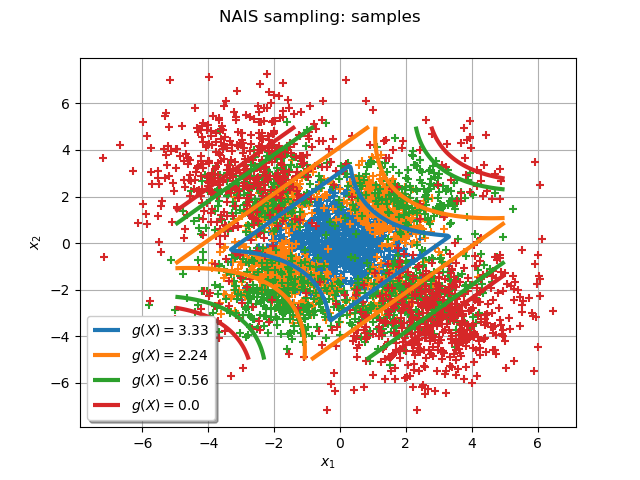 NAIS sampling: samples
x₂
6
4
2
0
−2
−4
−6
g(X) = 3.33
g(X) = 2.24
g(X) = 0.56
g(X) = 0.0
−6 −4 −2 0 2 4 6
x₁